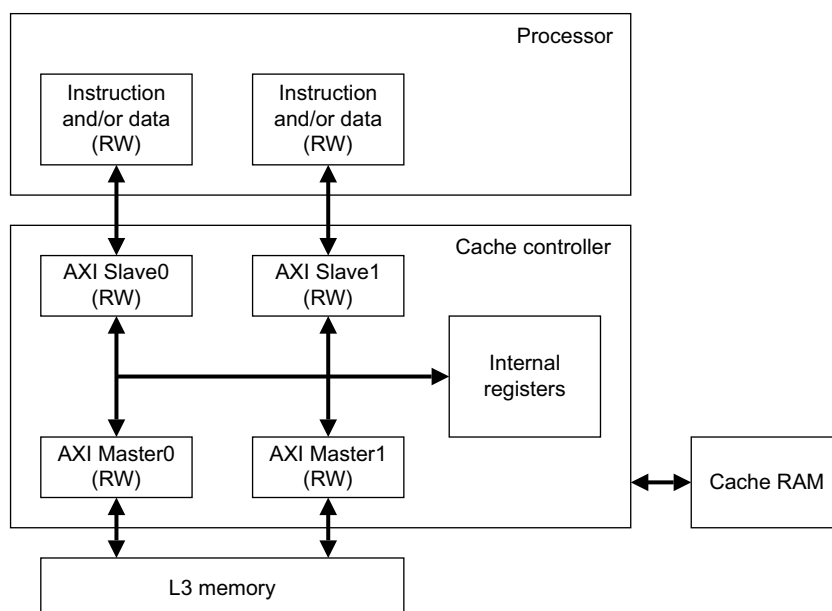 Processor
Instruction
and/or data
(RW)
Instruction
and/or data
(RW)
Cache controller
AXI Slave0
(RW)
AXI Slave1
(RW)
Internal
registers
AXI Master0
(RW)
AXI Master1
(RW)
Cache RAM
L3 memory